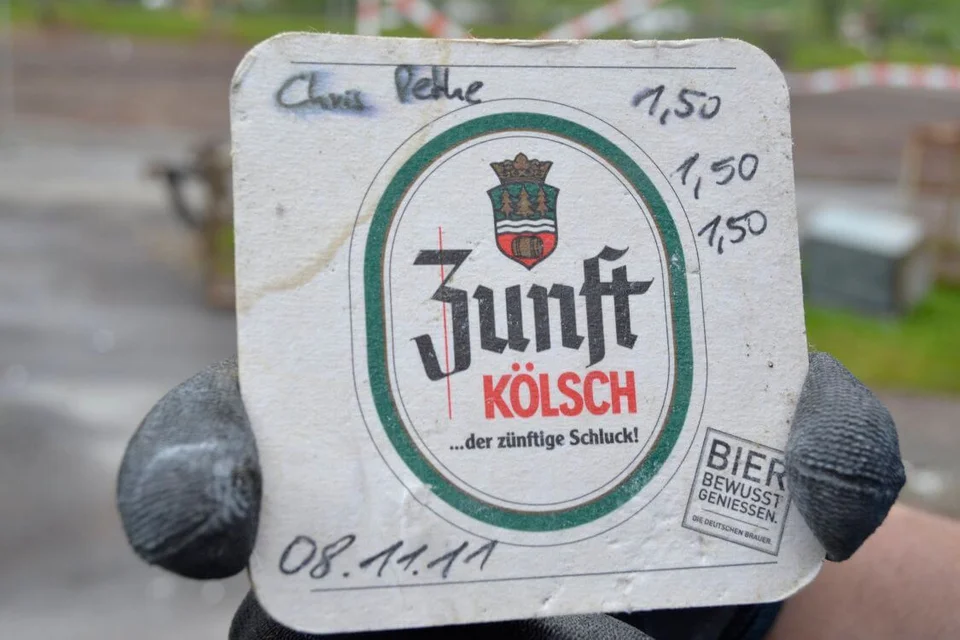 Chris Pethe
1,50
1,50
1,50
Zunft
KÖLSCH
...der zünftige Schluck!
BIER
BEWUSST
GENIESSEN.
DIE DEUTSCHEN BRAUER.
08.11.11